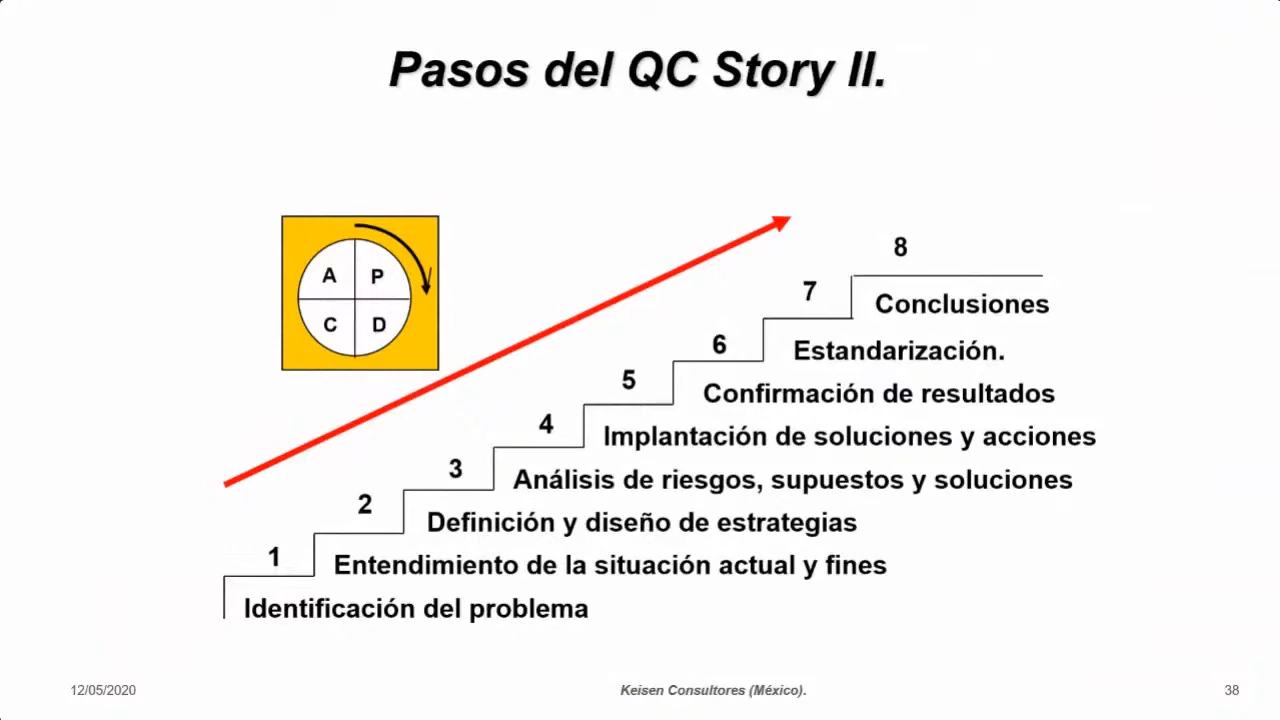 Pasos del QC Story II.
A P
C D
8
Conclusiones
7
Estandarización.
6
Confirmación de resultados
5
Implantación de soluciones y acciones
4
Análisis de riesgos, supuestos y soluciones
3
Definición y diseño de estrategias
2
Entendimiento de la situación actual y fines
1
Identificación del problema
12/05/2020
Keisen Consultores (México).
38